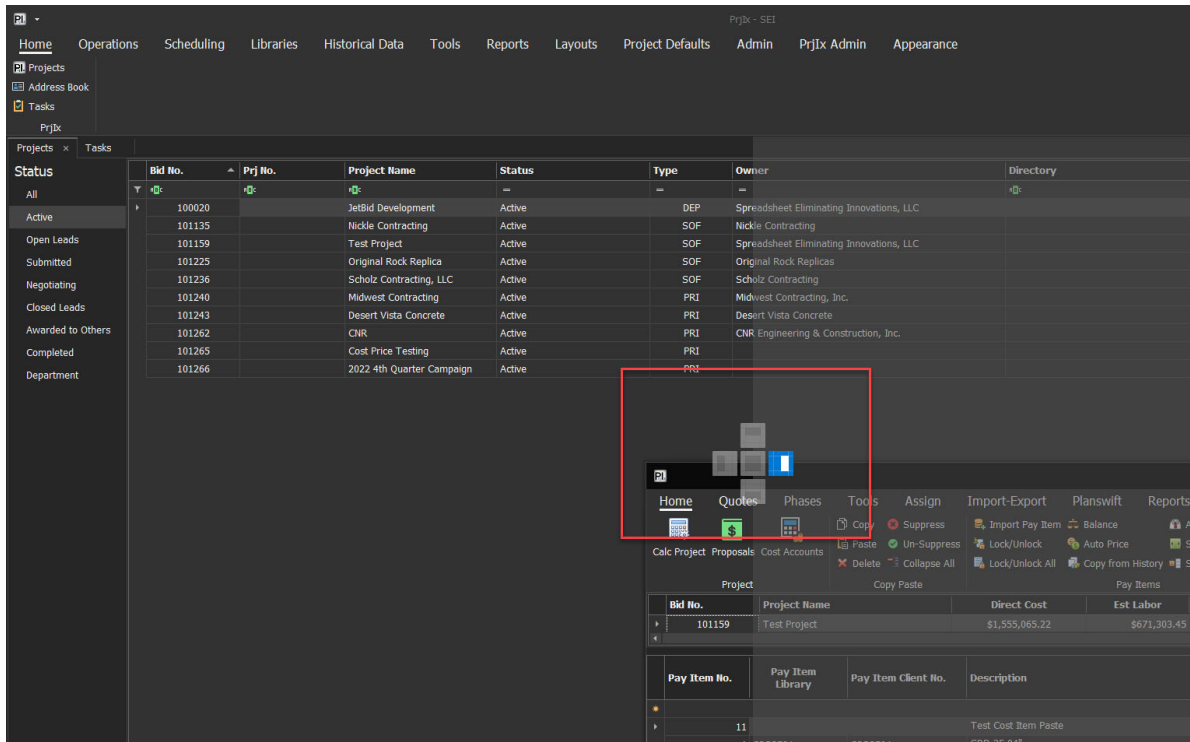 PI.
PrjIx - SEI
Home Operations Scheduling Libraries Historical Data Tools Reports Layouts Project Defaults Admin PrjIx Admin Appearance
PI. Projects
Address Book
Tasks
PrjIx
Projects × Tasks
Status
All
Active
Open Leads
Submitted
Negotiating
Closed Leads
Awarded to Others
Completed
Department
Bid No. Prj No. Project Name Status Type Owner Directory
= = =
100020 JetBid Development Active DEP Spreadsheet Eliminating Innovations, LLC
101135 Nickle Contracting Active SOF Nickle Contracting
101159 Test Project Active SOF Spreadsheet Eliminating Innovations, LLC
101225 Original Rock Replica Active SOF Original Rock Replicas
101236 Scholz Contracting, LLC Active SOF Scholz Contracting
101240 Midwest Contracting Active PRI Midwest Contracting, Inc.
101243 Desert Vista Concrete Active PRI Desert Vista Concrete
101262 CNR Active PRI CNR Engineering & Construction, Inc.
101265 Cost Price Testing Active PRI
101266 2022 4th Quarter Campaign Active PRI
PI.
Home Quotes Phases Tools Assign Import-Export Planswift Reports
Calc Project Proposals Cost Accounts
Project
Copy Suppress
Paste Un-Suppress
Delete Collapse All
Copy Paste
Import Pay Item Balance
Lock/Unlock Auto Price
Lock/Unlock All Copy from History
Pay Items
Bid No. Project Name Direct Cost Est Labor
101159 Test Project $1,555,065.22 $671,303.45
Pay Item No. Pay Item Library Pay Item Client No. Description
11 Test Cost Item Paste